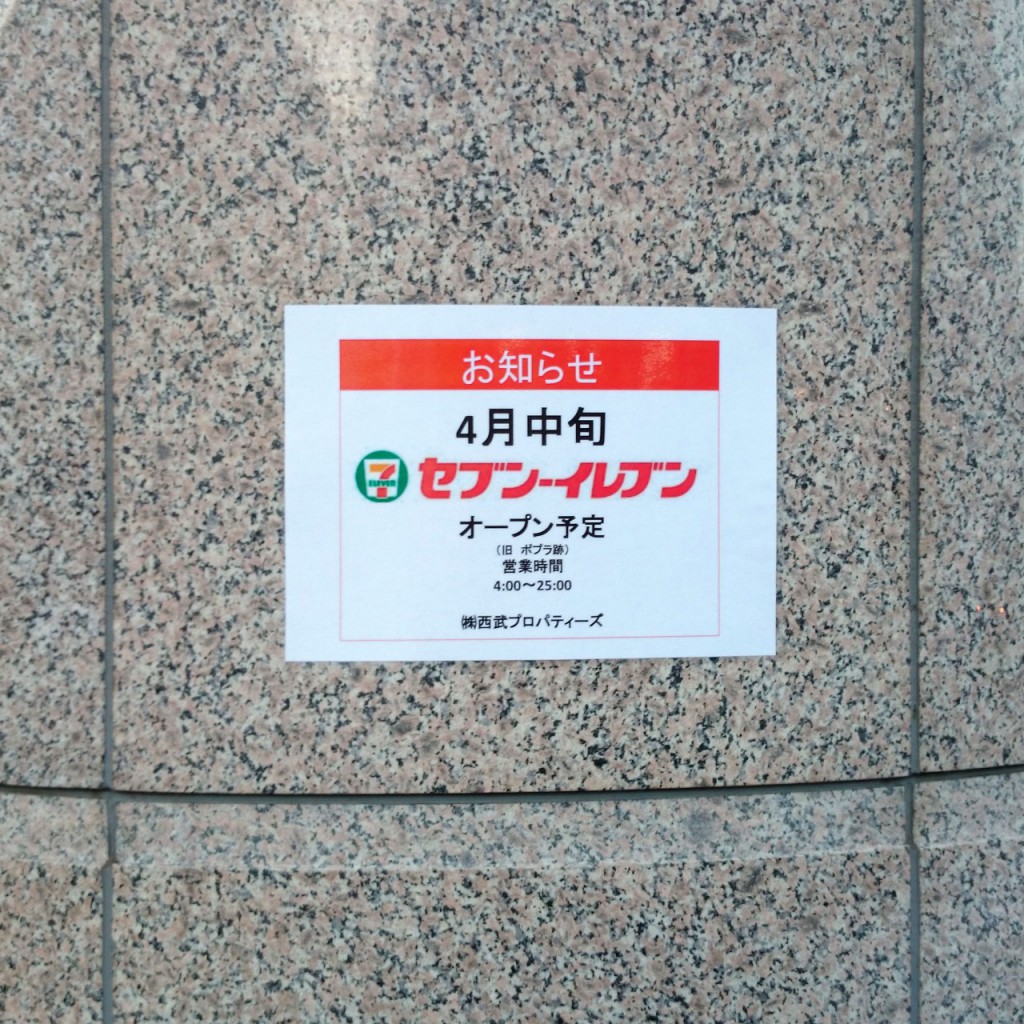 お知らせ
4月中旬
7 ELEVEN セブン-イレブン
オープン予定
(旧 ポプラ跡)
営業時間
4:00〜25:00
㈱西武プロパティーズ